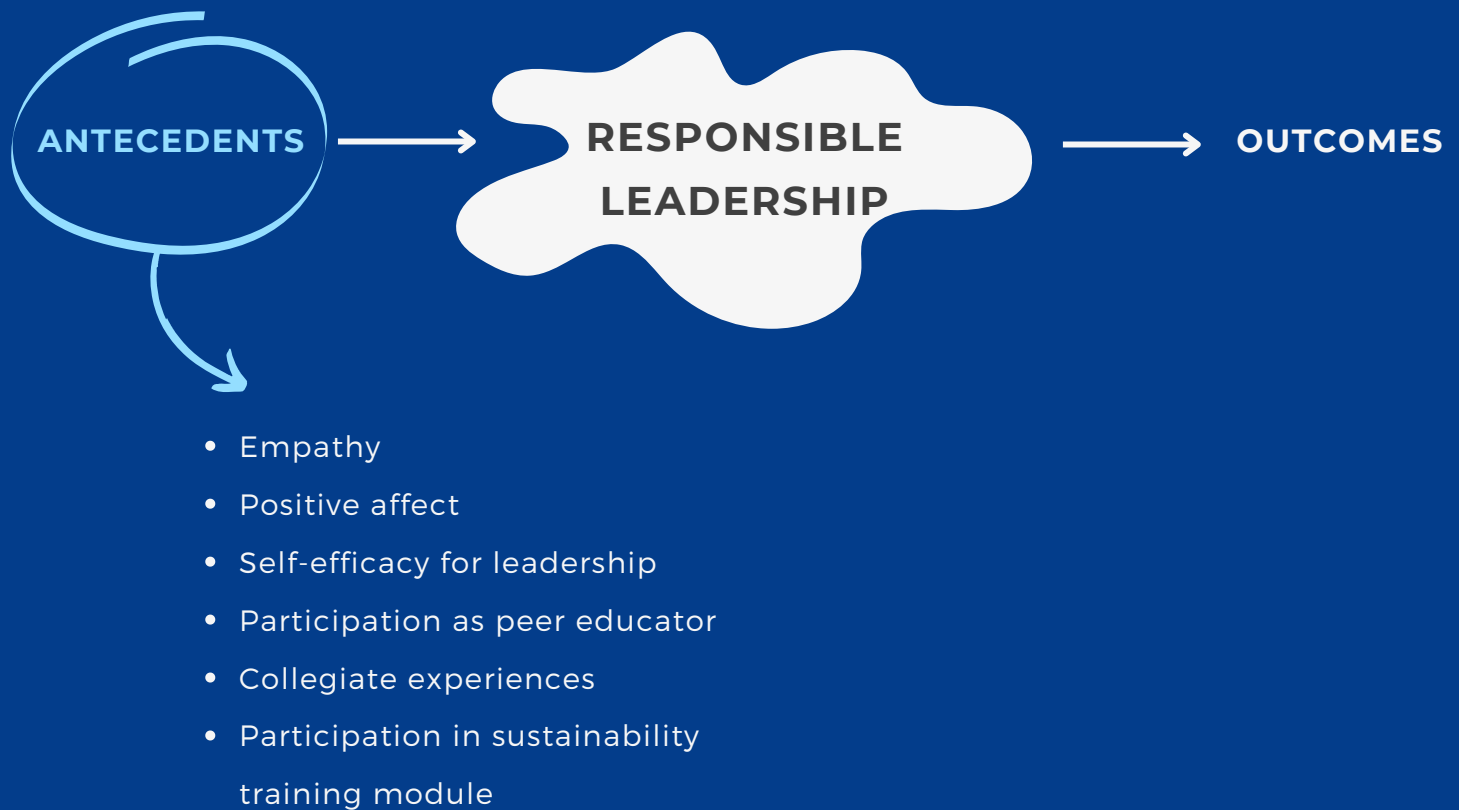 ANTECEDENTS
RESPONSIBLE
LEADERSHIP
OUTCOMES
• Empathy
• Positive affect
• Self-efficacy for leadership
• Participation as peer educator
• Collegiate experiences
• Participation in sustainability
training module